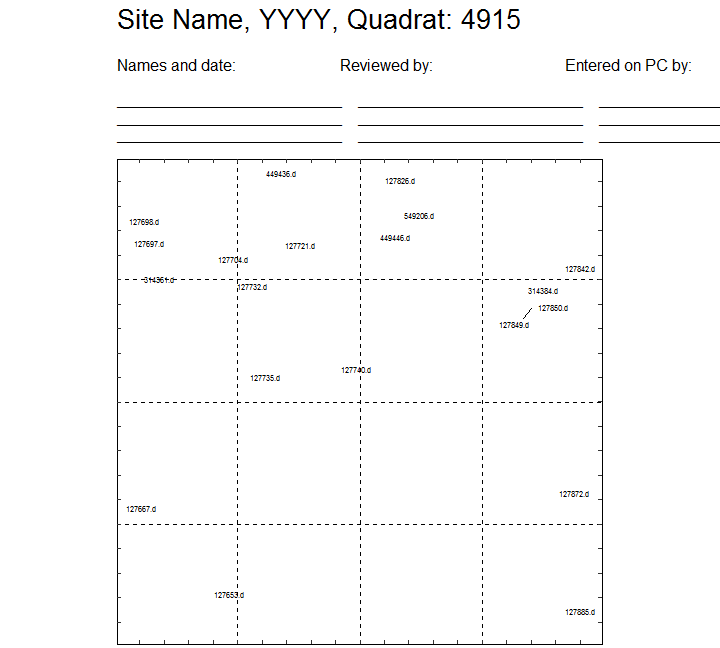 Site Name, YYYY, Quadrat: 4915
Names and date: Reviewed by: Entered on PC by:
449436.d
127826.d
549206.d
127698.d
449446.d
127697.d
127721.d
127704.d
127842.d
314361.d
127732.d
314384.d
127850.d
127849.d
127740.d
127735.d
127872.d
127667.d
127653.d
127885.d